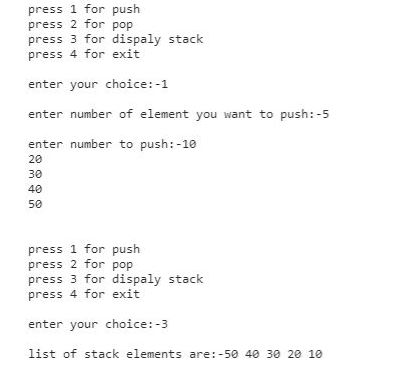 press 1 for push
press 2 for pop
press 3 for dispaly stack
press 4 for exit
enter your choice:-1
enter number of element you want to push:-5
enter number to push:-10
20
30
40
50
press 1 for push
press 2 for pop
press 3 for dispaly stack
press 4 for exit
enter your choice:-3
list of stack elements are:-50 40 30 20 10